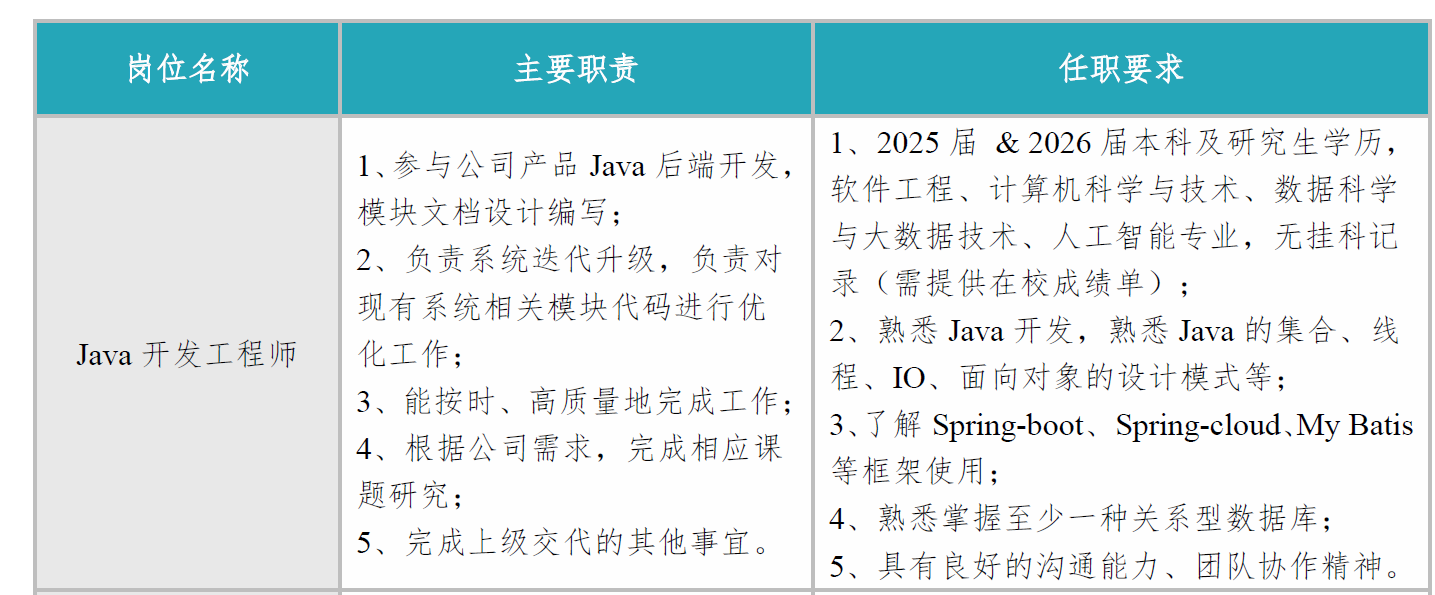 岗位名称
主要职责
任职要求
Java 开发工程师
1、参与公司产品 Java 后端开发，
模块文档设计编写；
2、负责系统迭代升级，负责对
现有系统相关模块代码进行优
化工作；
3、能按时、高质量地完成工作；
4、根据公司需求，完成相应课
题研究；
5、完成上级交代的其他事宜。
1、2025 届 & 2026 届本科及研究生学历，
软件工程、计算机科学与技术、数据科学
与大数据技术、人工智能专业，无挂科记
录（需提供在校成绩单）；
2、熟悉 Java 开发，熟悉 Java 的集合、线
程、IO、面向对象的设计模式等；
3、了解 Spring-boot、Spring-cloud、My Batis
等框架使用；
4、熟悉掌握至少一种关系型数据库；
5、具有良好的沟通能力、团队协作精神。